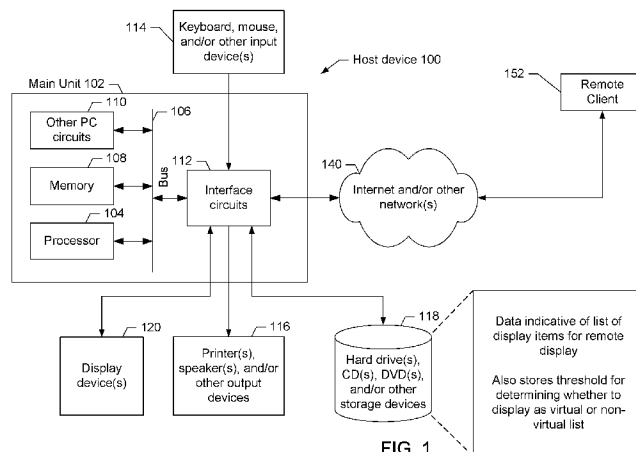 114
Keyboard, mouse,
and/or other input
device(s)
Host device 100
Main Unit 102
152
Remote
Client
110
Other PC
circuits
106
108
Memory
104
Processor
Bus
112
Interface
circuits
140
Internet and/or other
network(s)
120
Display
device(s)
116
Printer(s),
speaker(s), and/or
other output
devices
118
Hard drive(s),
CD(s), DVD(s),
and/or other
storage devices
Data indicative of list of
display items for remote
display
Also stores threshold for
determining whether to
display as virtual or non-
virtual list
FIG. 1